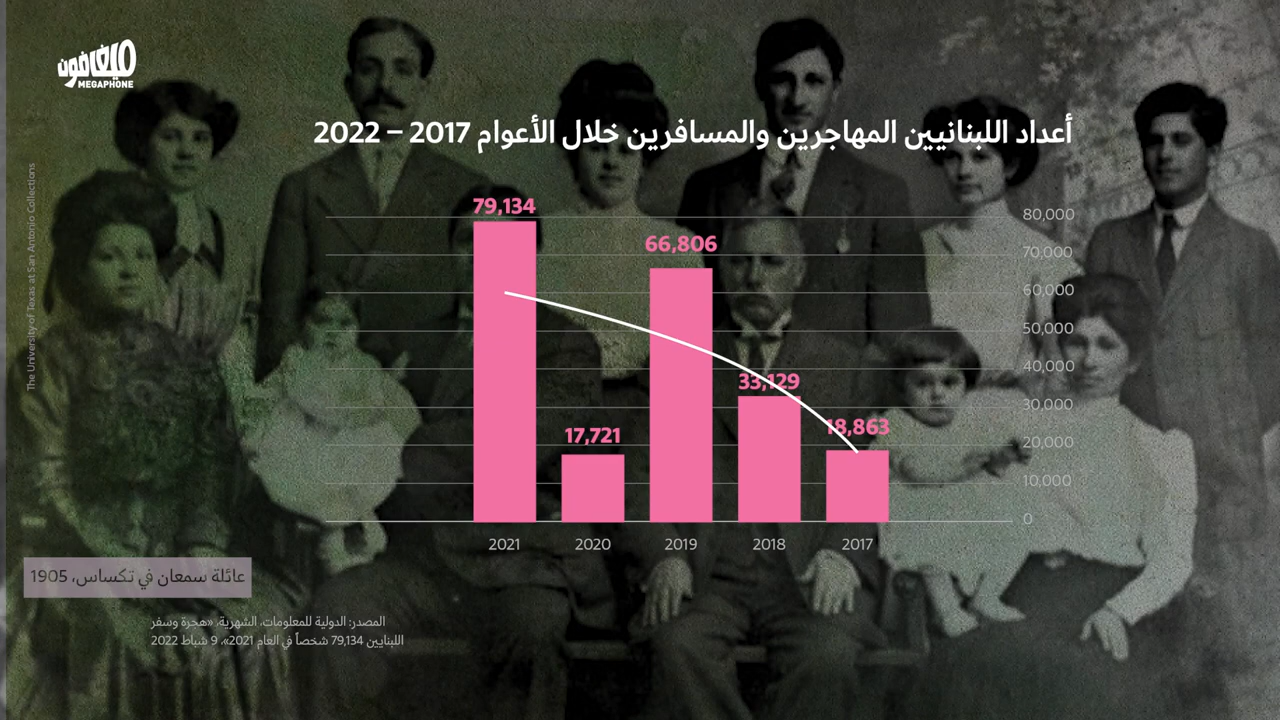 ميغافون
MEGAPHONE
أعداد اللبنانيين المهاجرين والمسافرين خلال الأعوام 2017 – 2022
The University of Texas at San Antonio Collections
80,000
70,000
60,000
50,000
40,000
30,000
20,000
10,000
0
79,134
17,721
66,806
33,129
18,863
2021
2020
2019
2018
2017
عائلة سمعان في تكساس، 1905
المصدر: الدولية للمعلومات، الشهرية، «هجرة وسفر
اللبنايين 79,134 شخصاً في العام 2021»، 9 شباط 2022